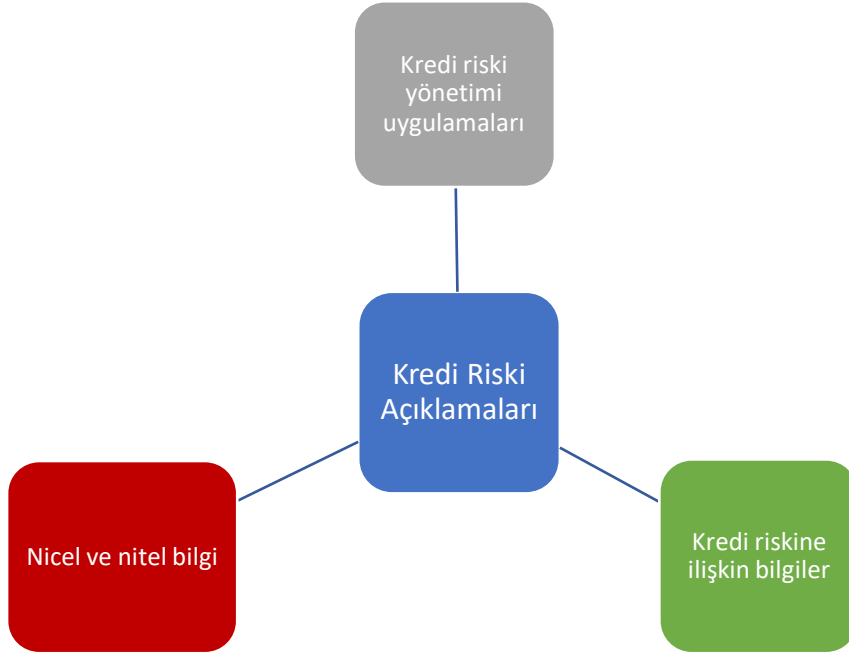 Kredi riski
yönetimi
uygulamaları
Kredi Riski
Açıklamaları
Nicel ve nitel bilgi
Kredi riskine
ilişkin bilgiler